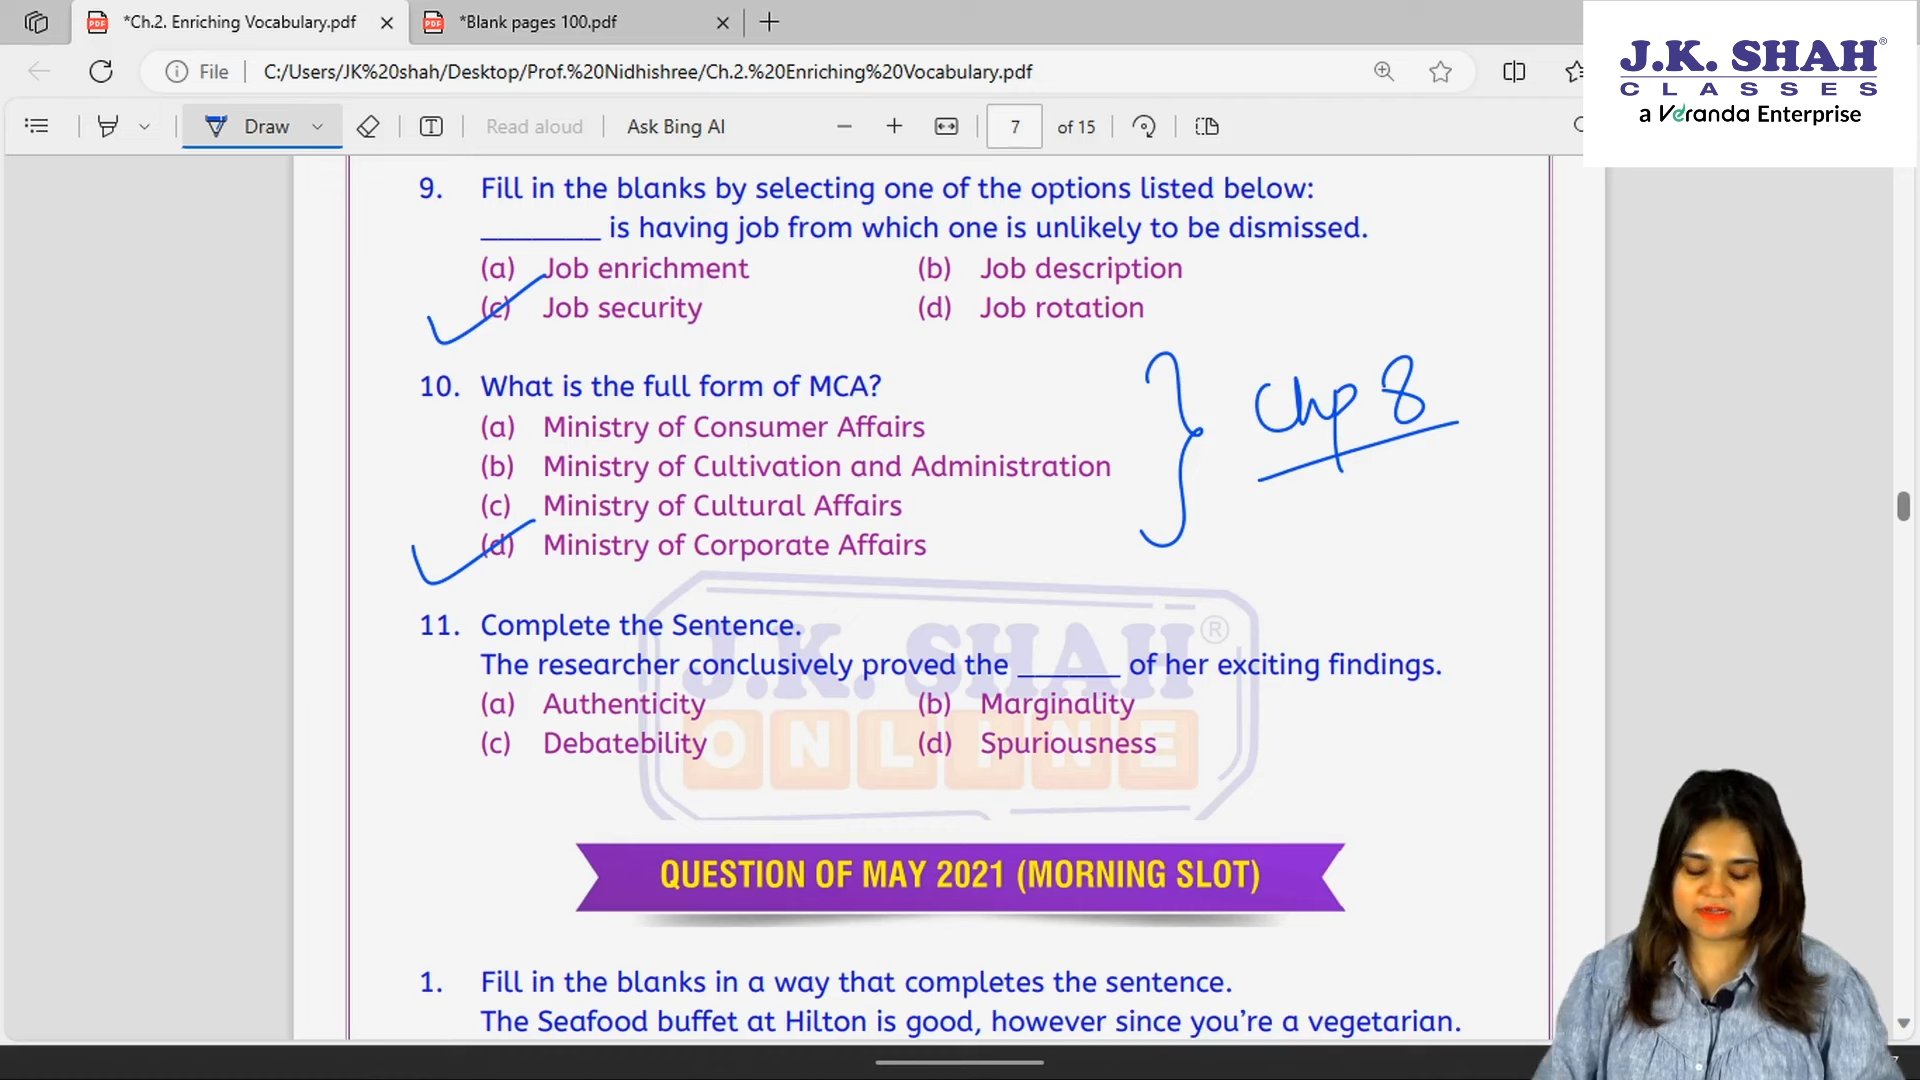 *Ch.2. Enriching Vocabulary.pdf
*Blank pages 100.pdf
File
C:/Users/JK%20shah/Desktop/Prof.%20Nidhishree/Ch.2.%20Enriching%20Vocabulary.pdf
J.K. SHAH®
CLASSES
a Veranda Enterprise
Draw
Read aloud
Ask Bing AI
7
of 15
9. Fill in the blanks by selecting one of the options listed below:
_______ is having job from which one is unlikely to be dismissed.
(a) Job enrichment (b) Job description
(c) Job security (d) Job rotation
10. What is the full form of MCA?
(a) Ministry of Consumer Affairs
(b) Ministry of Cultivation and Administration
(c) Ministry of Cultural Affairs
(d) Ministry of Corporate Affairs
Chp 8
11. Complete the Sentence.
The researcher conclusively proved the ______ of her exciting findings.
(a) Authenticity (b) Marginality
(c) Debatebility (d) Spuriousness
J.K. SHAH®
ONLINE
QUESTION OF MAY 2021 (MORNING SLOT)
1. Fill in the blanks in a way that completes the sentence.
The Seafood buffet at Hilton is good, however since you're a vegetarian.